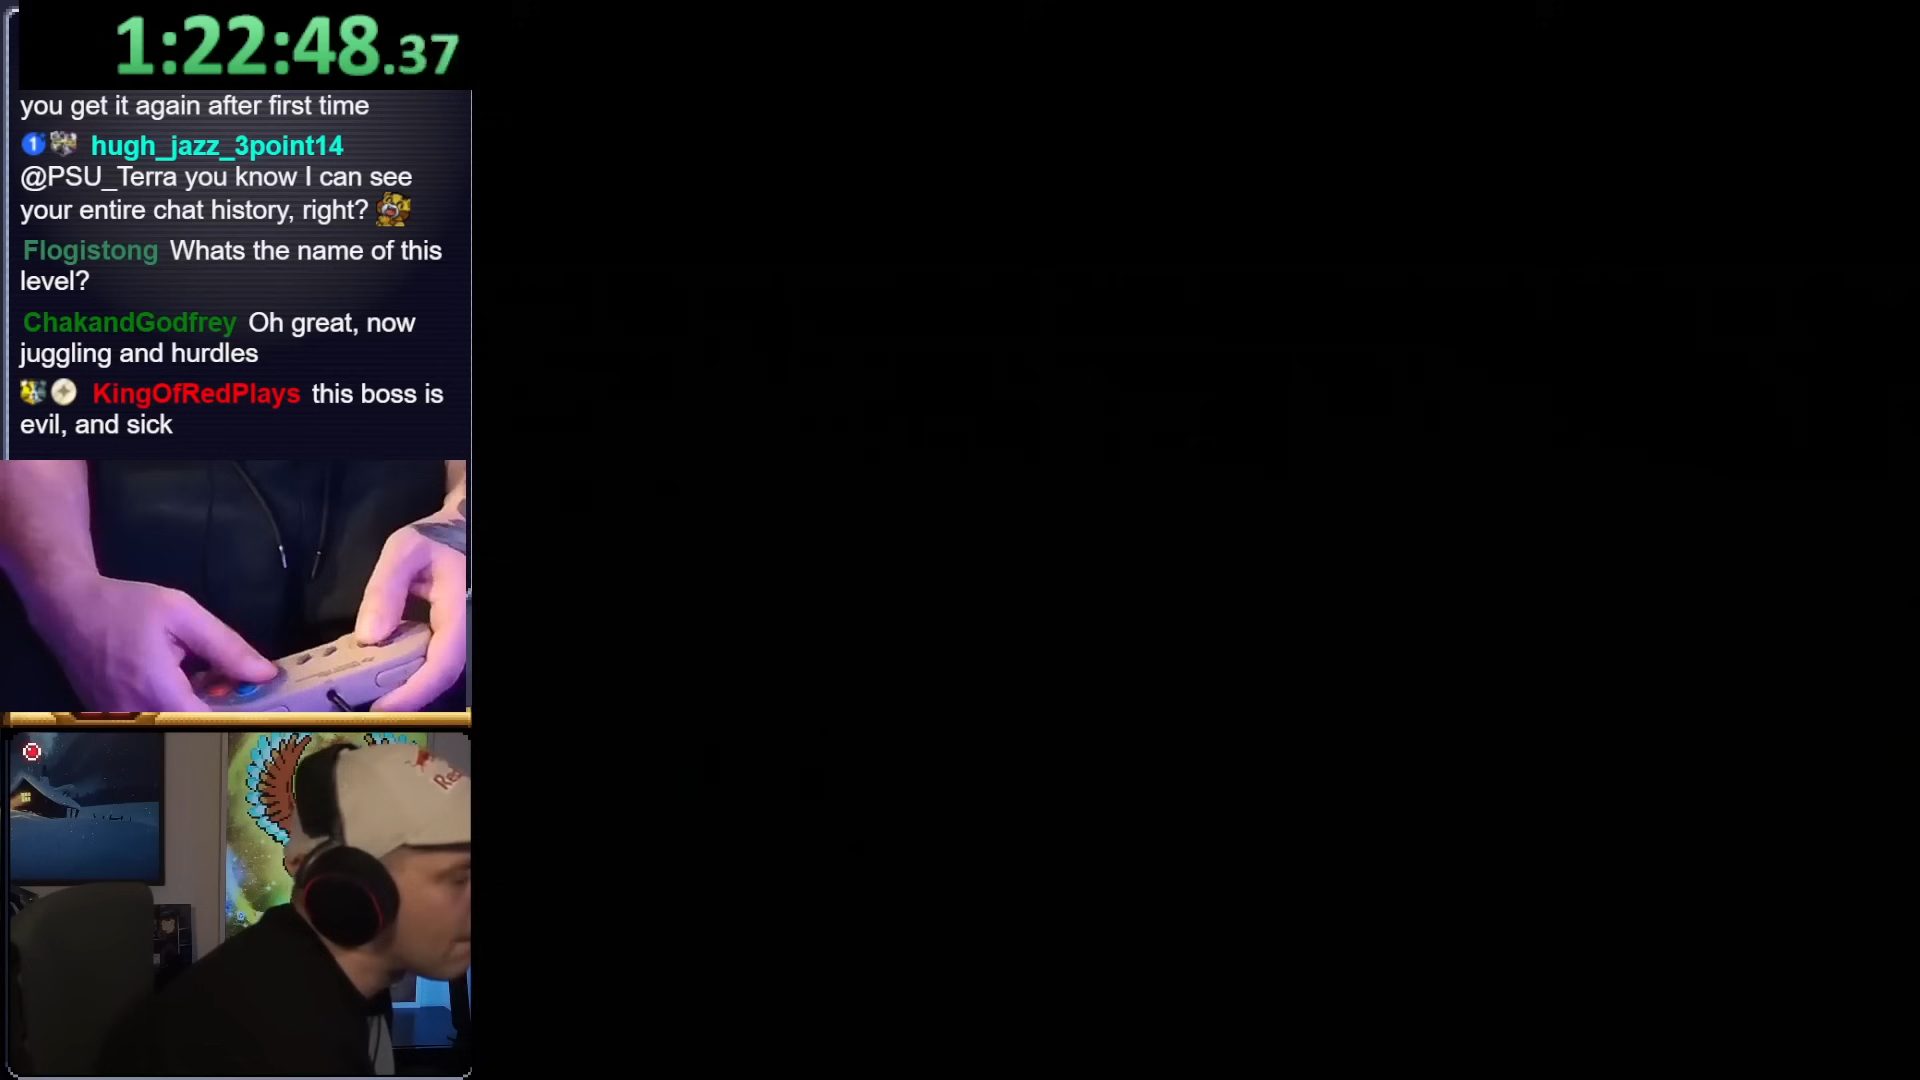 1:22:48.37
you get it again after first time
1 hugh_jazz_3point14
@PSU_Terra you know I can see
your entire chat history, right?
Flogistong Whats the name of this
level?
ChakandGodfrey Oh great, now
juggling and hurdles
KingOfRedPlays this boss is
evil, and sick
Re